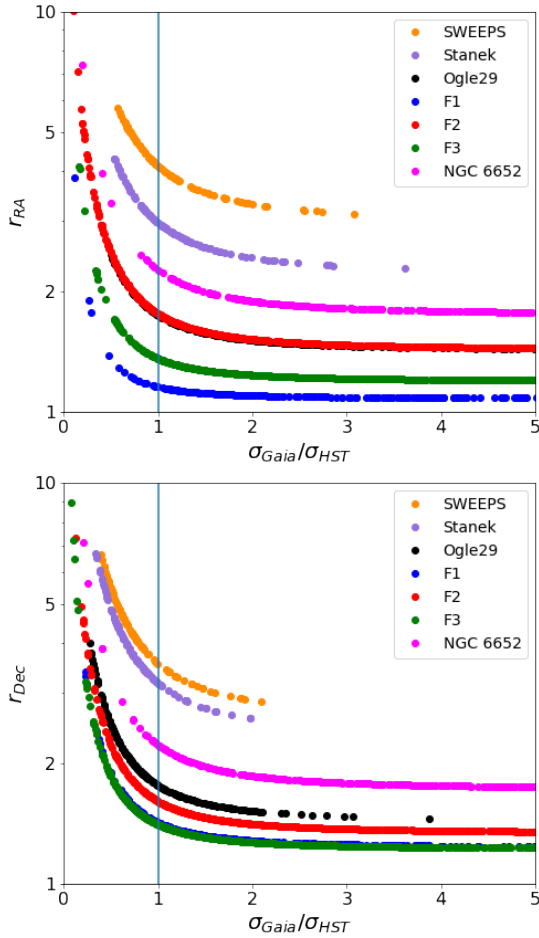 10
5
2
1
r_RA
0
1
2
3
4
5
σ_Gaia/σ_HST
SWEEPS
Stanek
Ogle29
F1
F2
F3
NGC 6652
10
5
2
1
r_Dec
0
1
2
3
4
5
σ_Gaia/σ_HST
SWEEPS
Stanek
Ogle29
F1
F2
F3
NGC 6652